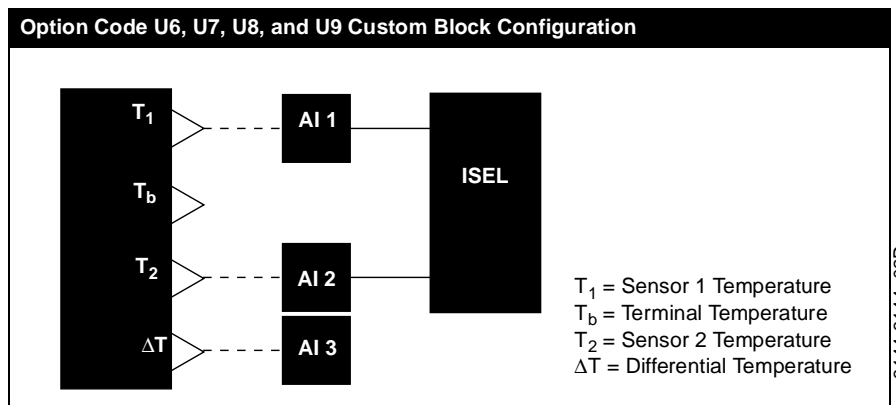 Option Code U6, U7, U8, and U9 Custom Block Configuration
T1
AI 1
ISEL
Tb
T2
AI 2
ΔT
AI 3
T1 = Sensor 1 Temperature
Tb = Terminal Temperature
T2 = Sensor 2 Temperature
ΔT = Differential Temperature